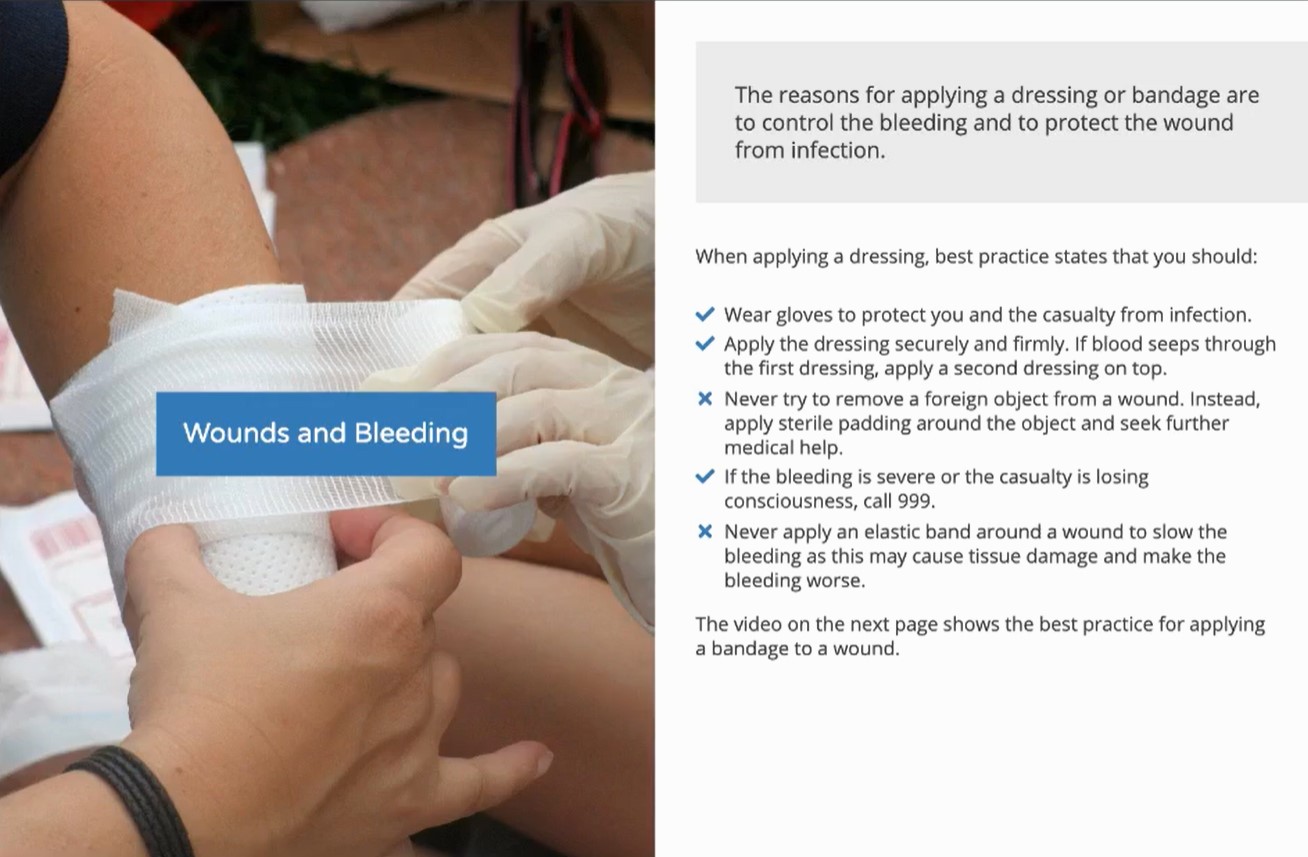 The reasons for applying a dressing or bandage are
to control the bleeding and to protect the wound
from infection.
Wounds and Bleeding
When applying a dressing, best practice states that you should:
Wear gloves to protect you and the casualty from infection.
Apply the dressing securely and firmly. If blood seeps through
the first dressing, apply a second dressing on top.
Never try to remove a foreign object from a wound. Instead,
apply sterile padding around the object and seek further
medical help.
If the bleeding is severe or the casualty is losing
consciousness, call 999.
Never apply an elastic band around a wound to slow the
bleeding as this may cause tissue damage and make the
bleeding worse.
The video on the next page shows the best practice for applying
a bandage to a wound.